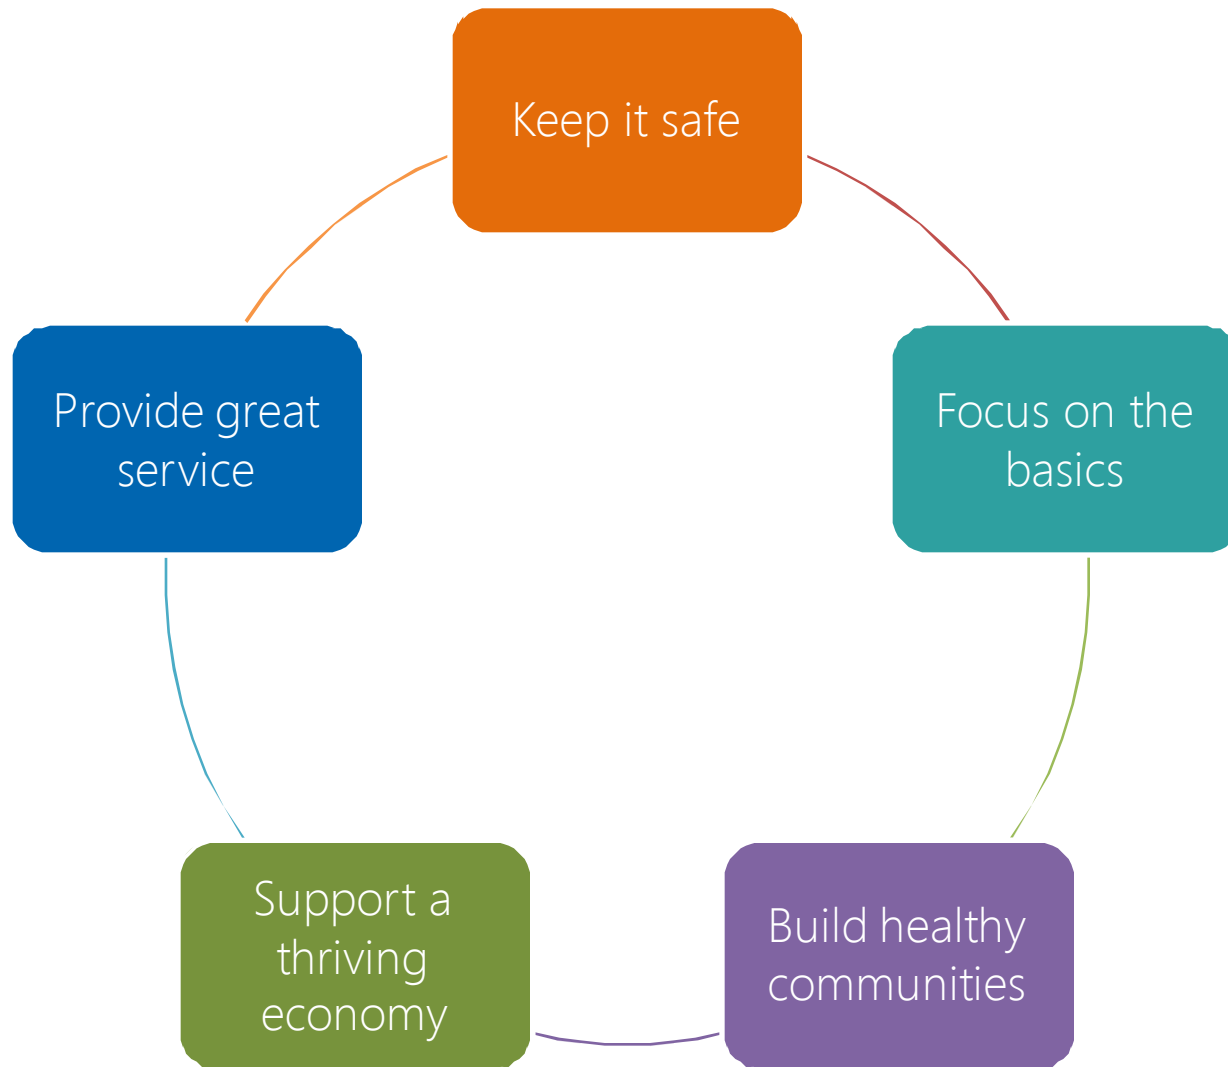 Keep it safe
Provide great
service
Focus on the
basics
Support a
thriving
economy
Build healthy
communities